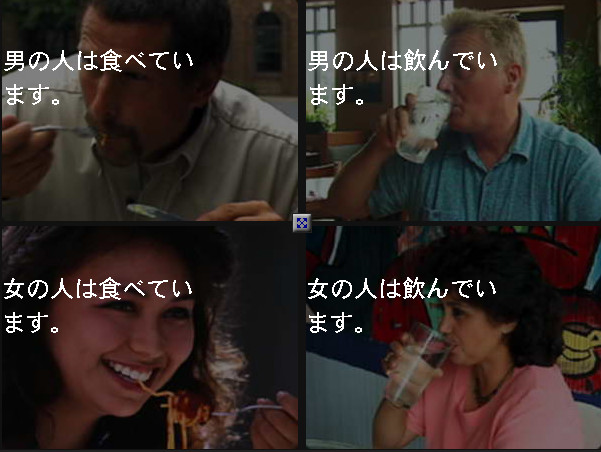 男の人は食べてい
ます。
男の人は飲んでい
ます。
女の人は食べてい
ます。
女の人は飲んでい
ます。